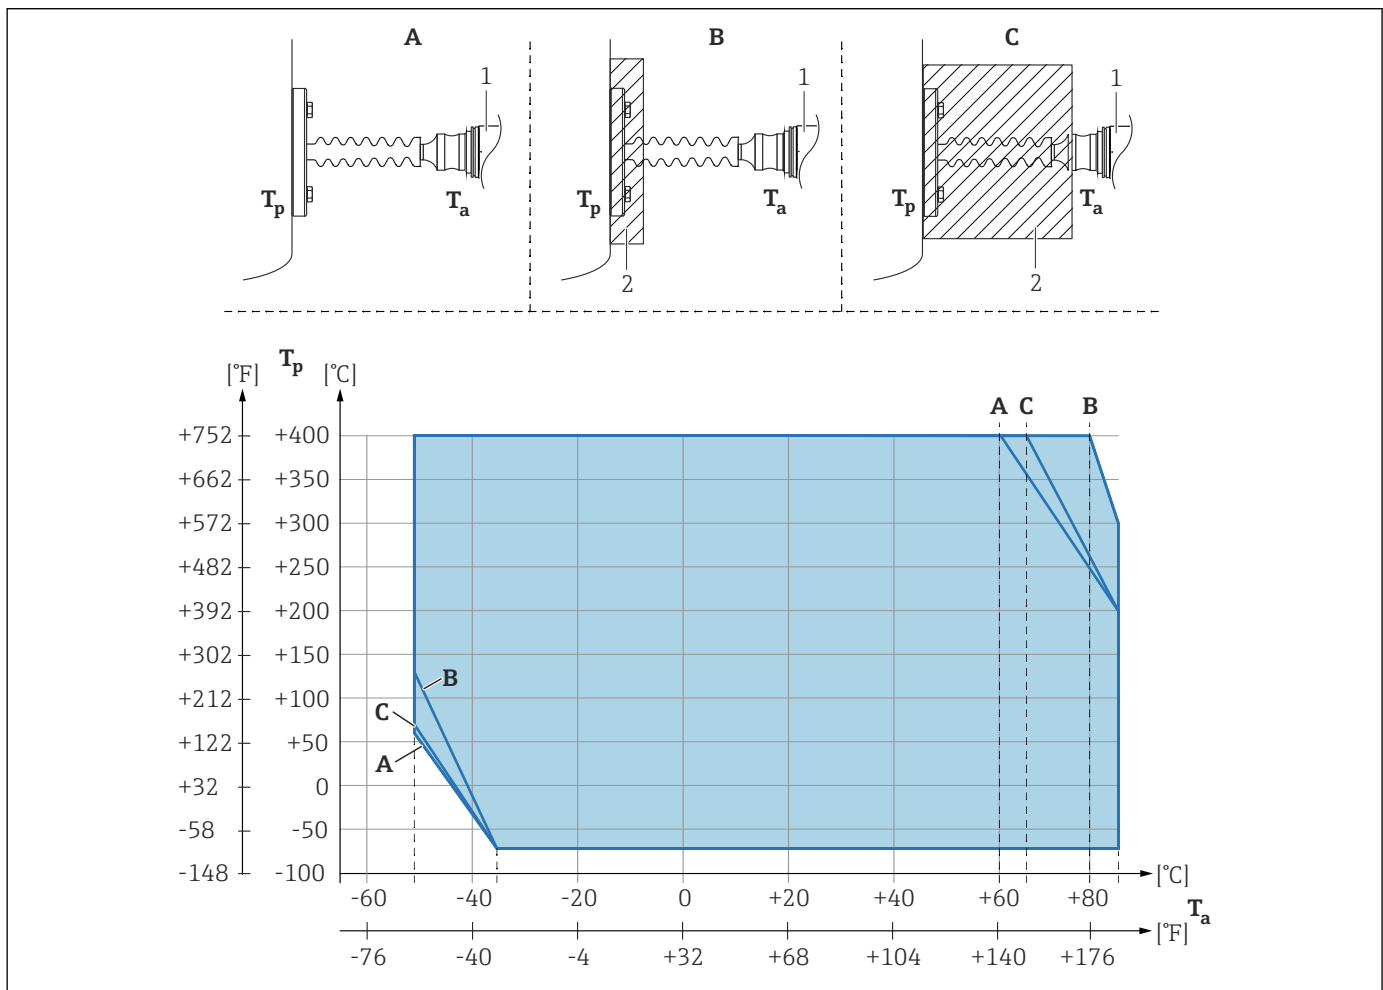 A
B
C
1
1
1
Tp
Ta
Tp
Ta
Tp
Ta
2
2
Tp
[°F]
[°C]
A C B
+752 +400
+662 +350
+572 +300
+482 +250
+392 +200
+302 +150
+212 +100
+122 +50
+32 0
-58 -50
-148 -100
B
C
A
[°C]
-60 -40 -20 0 +20 +40 +60 +80
Ta
[°F]
-76 -40 -4 +32 +68 +104 +140 +176